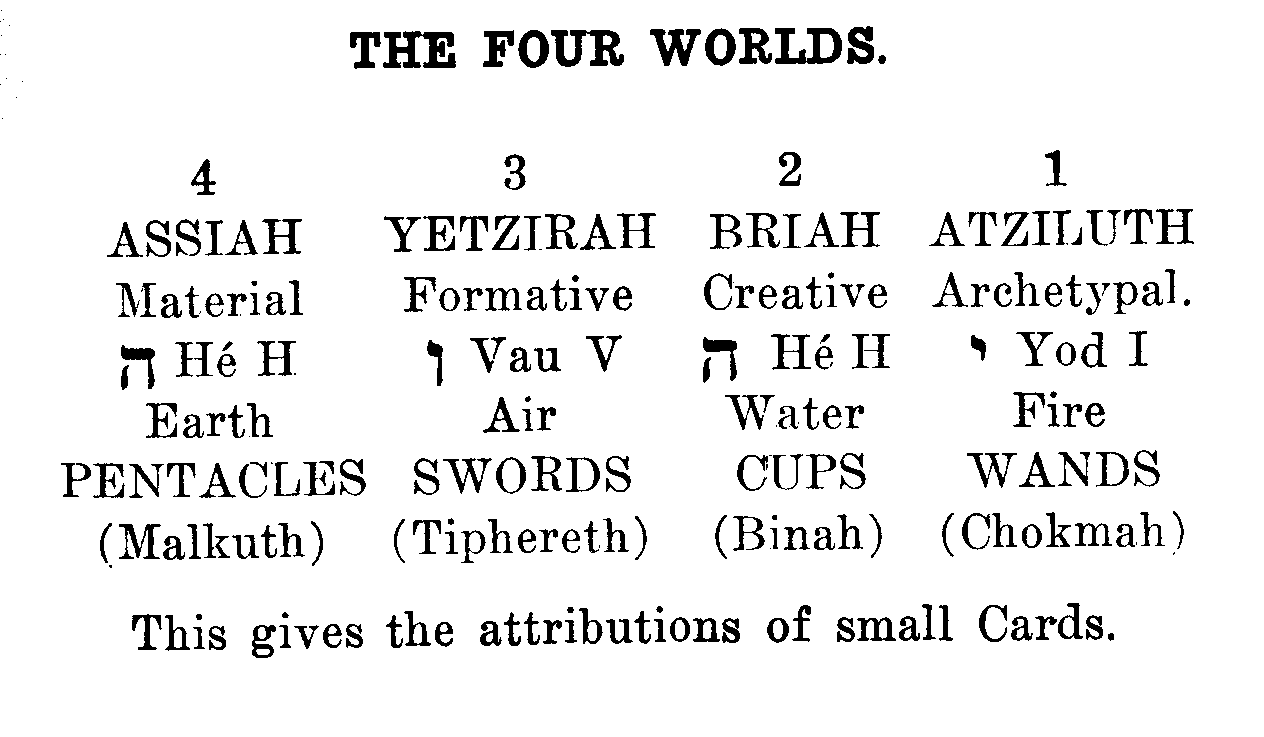 THE FOUR WORLDS.
4 3 2 1
ASSIAH YETZIRAH BRIAH ATZILUTH
Material Formative Creative Archetypal.
ה Hé H ו Vau V ה Hé H י Yod I
Earth Air Water Fire
PENTACLES SWORDS CUPS WANDS
(Malkuth) (Tiphereth) (Binah) (Chokmah)
This gives the attributions of small Cards.